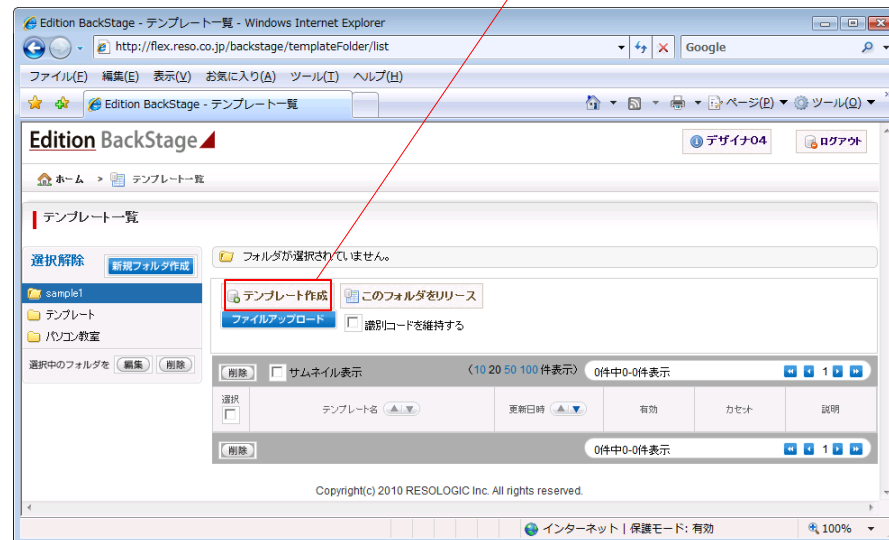 Edition BackStage - テンプレート一覧 - Windows Internet Explorer
http://flex.reso.co.jp/backstage/templateFolder/list
Google
ファイル(F) 編集(E) 表示(V) お気に入り(A) ツール(T) ヘルプ(H)
Edition BackStage - テンプレート一覧
ページ(P) ツール(O)
Edition BackStage
デザイナ04
ログアウト
ホーム > テンプレート一覧
テンプレート一覧
選択解除
新規フォルダ作成
フォルダが選択されていません。
sample1
テンプレート
パソコン教室
選択中のフォルダを 編集 削除
テンプレート作成
このフォルダをリリース
ファイルアップロード
識別コードを維持する
削除
サムネイル表示
(10 20 50 100 件表示)
0件中0-0件表示
1
選択
テンプレート名
更新日時
有効
カセット
説明
削除
0件中0-0件表示
1
Copyright(c) 2010 RESOLOGIC Inc. All rights reserved.
インターネット | 保護モード: 有効
100%